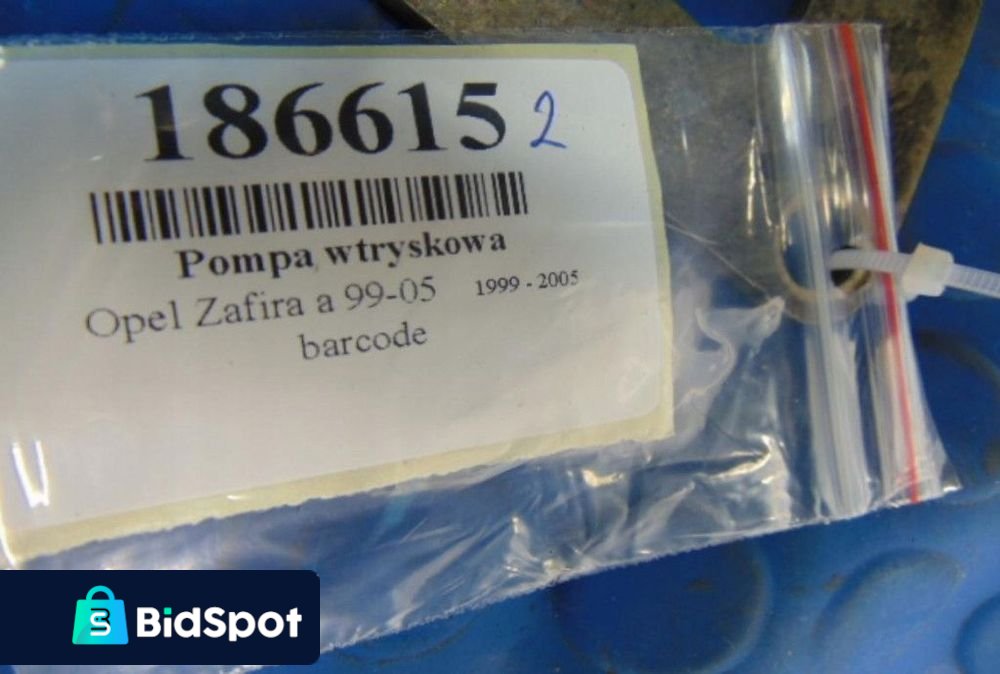 186615 2
Pompa wtryskowa
Opel Zafira a 99-05 1999 - 2005
barcode
BidSpot